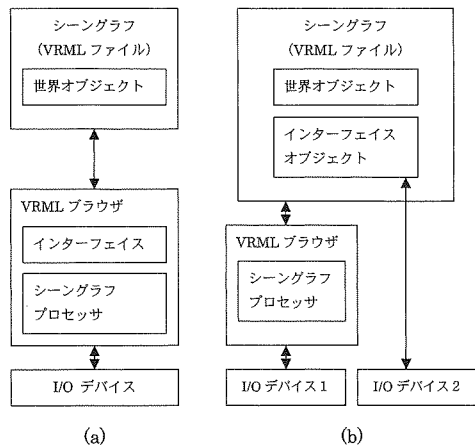 シーングラフ
（VRML ファイル）
世界オブジェクト
VRML ブラウザ
インターフェイス
シーングラフ
プロセッサ
I/O デバイス
(a)
シーングラフ
（VRML ファイル）
世界オブジェクト
インターフェイス
オブジェクト
VRML ブラウザ
シーングラフ
プロセッサ
I/O デバイス 1
I/O デバイス 2
(b)